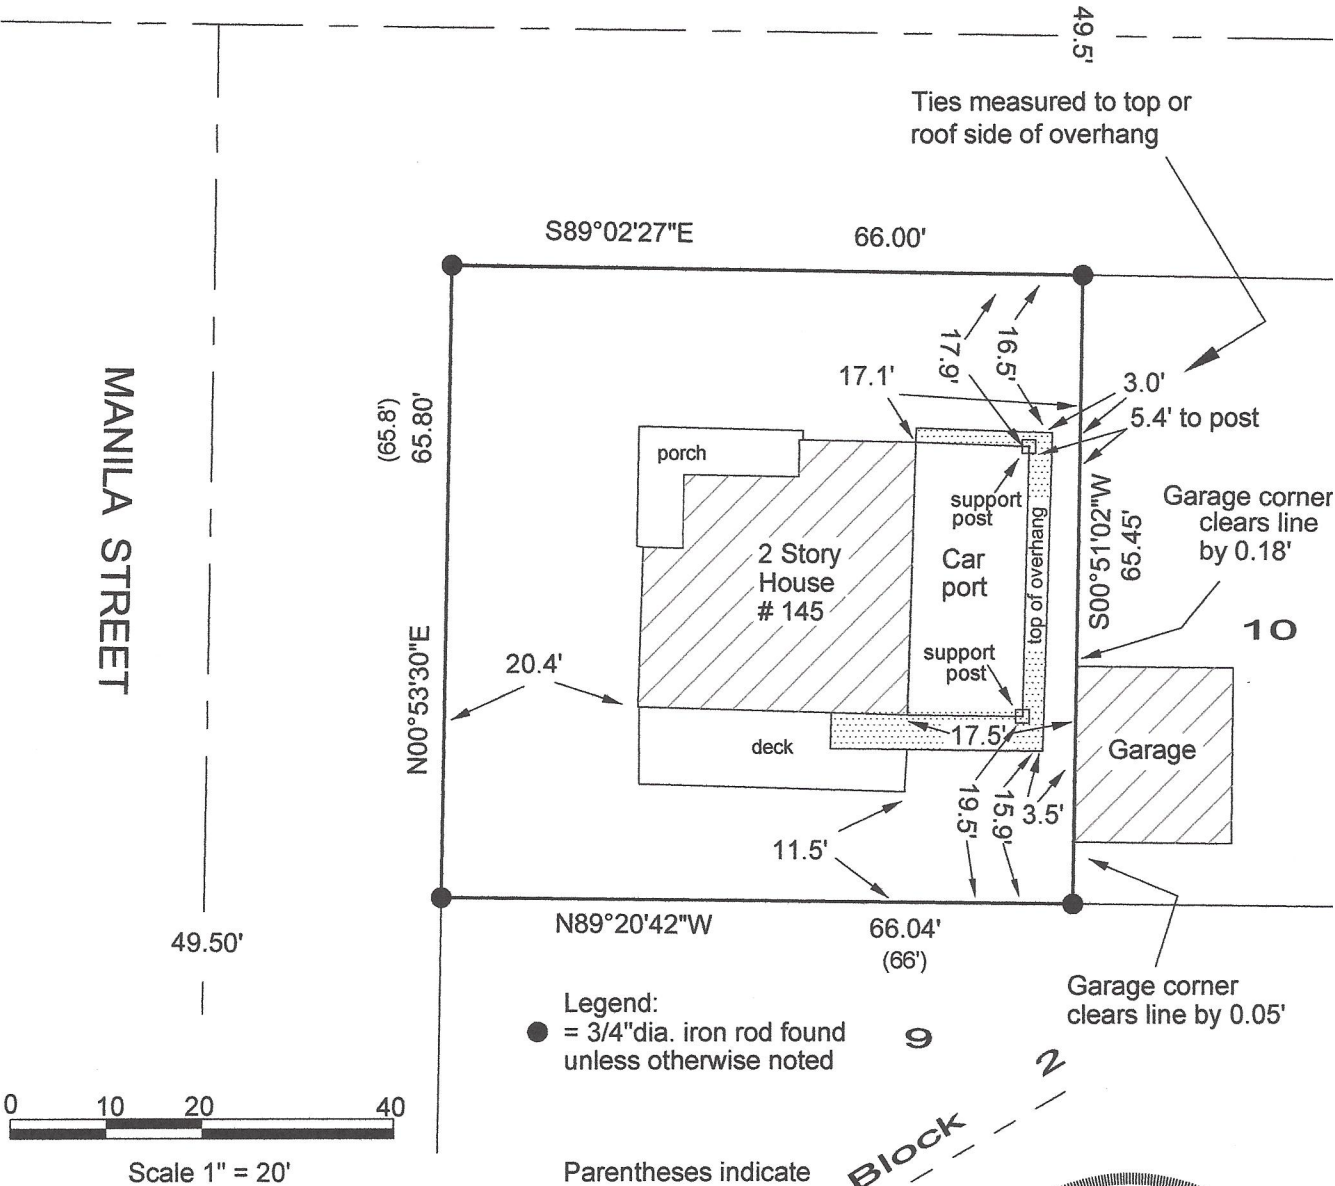 49.5'
Ties measured to top or
roof side of overhang
S89°02'27"E
66.00'
MANILA STREET
(65.8')
65.80'
17.1'
17.9'
16.5'
3.0'
5.4' to post
porch
support
post
Garage corner
clears line
by 0.18'
2 Story
House
# 145
Car
port
top of overhang
S00°51'02"W
65.45'
10
N00°53'30"E
20.4'
support
post
17.5'
deck
Garage
19.5'
15.9'
3.5'
11.5'
49.50'
N89°20'42"W
66.04'
(66')
Garage corner
clears line by 0.05'
Legend:
= 3/4"dia. iron rod found
unless otherwise noted
9
Block 2
0 10 20 40
Scale 1" = 20'
Parentheses indicate